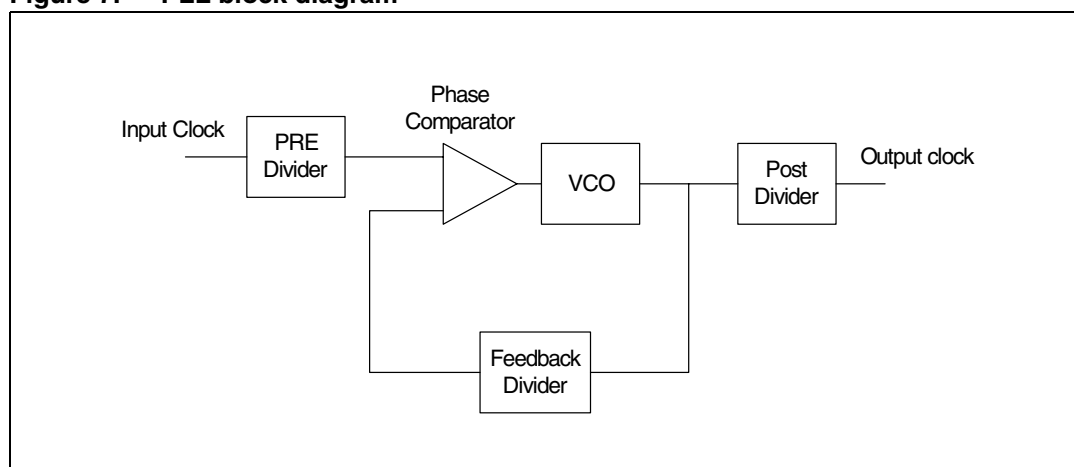 Phase
Comparator
Input Clock
PRE
Divider
VCO
Post
Divider
Output clock
Feedback
Divider